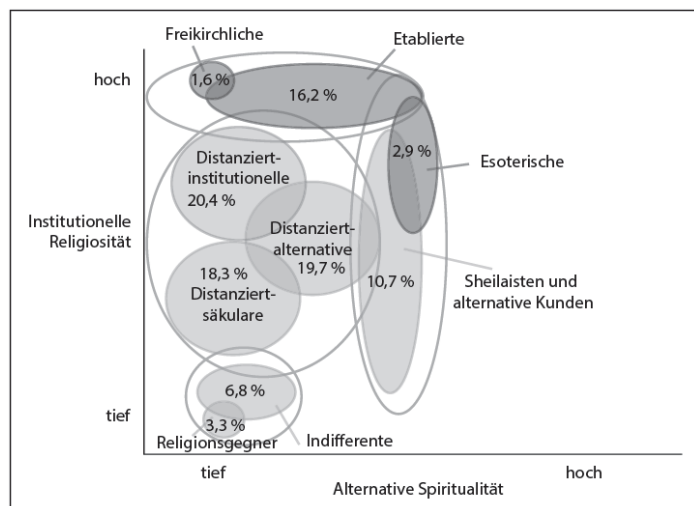 Freikirchliche
Etablierte
hoch
1,6 %
16,2 %
2,9 %
Esoterische
Distanziert-
institutionelle
20,4 %
Institutionelle
Religiosität
Distanziert-
alternative
19,7 %
18,3 %
Distanziert-
säkulare
10,7 %
Sheilaisten und
alternative Kunden
6,8 %
tief
3,3 %
Religionsgegner
Indifferente
tief
hoch
Alternative Spiritualität